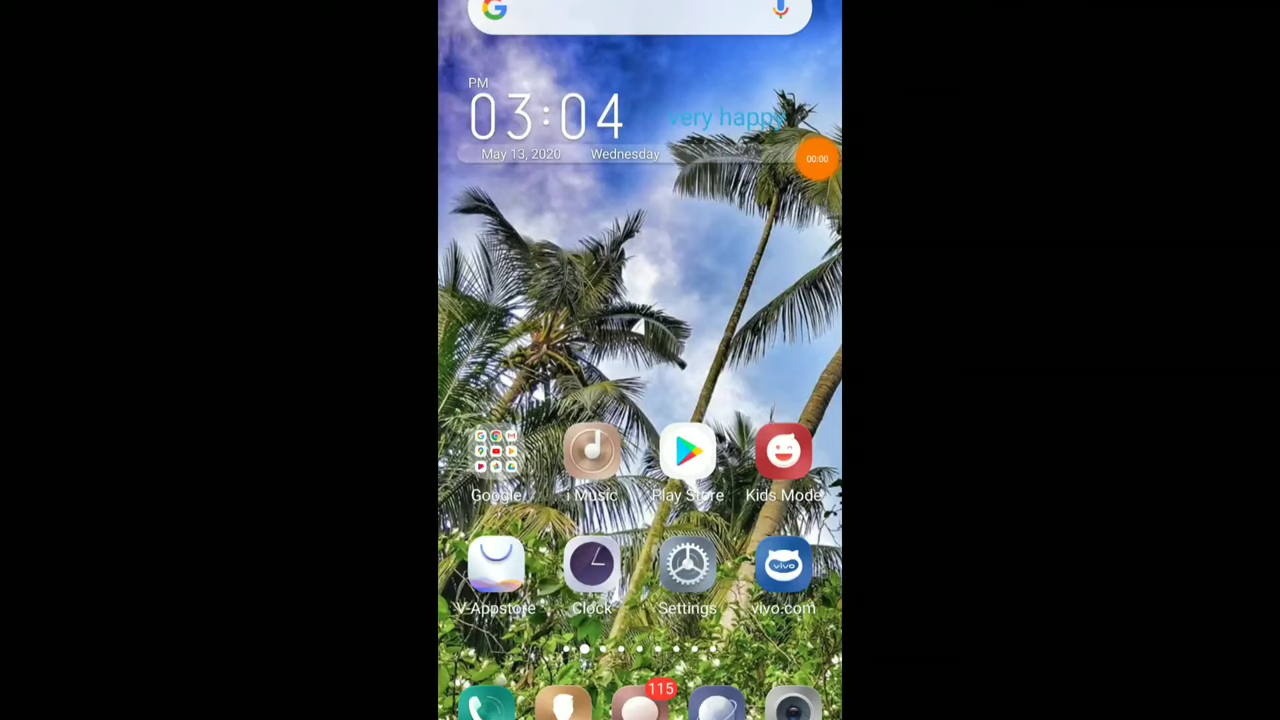 PM
03:04
very happy
May 13, 2020 Wednesday
00:00
Google i Music Play Store Kids Mode
vivo
V-Appstore Clock Settings vivo.com
115